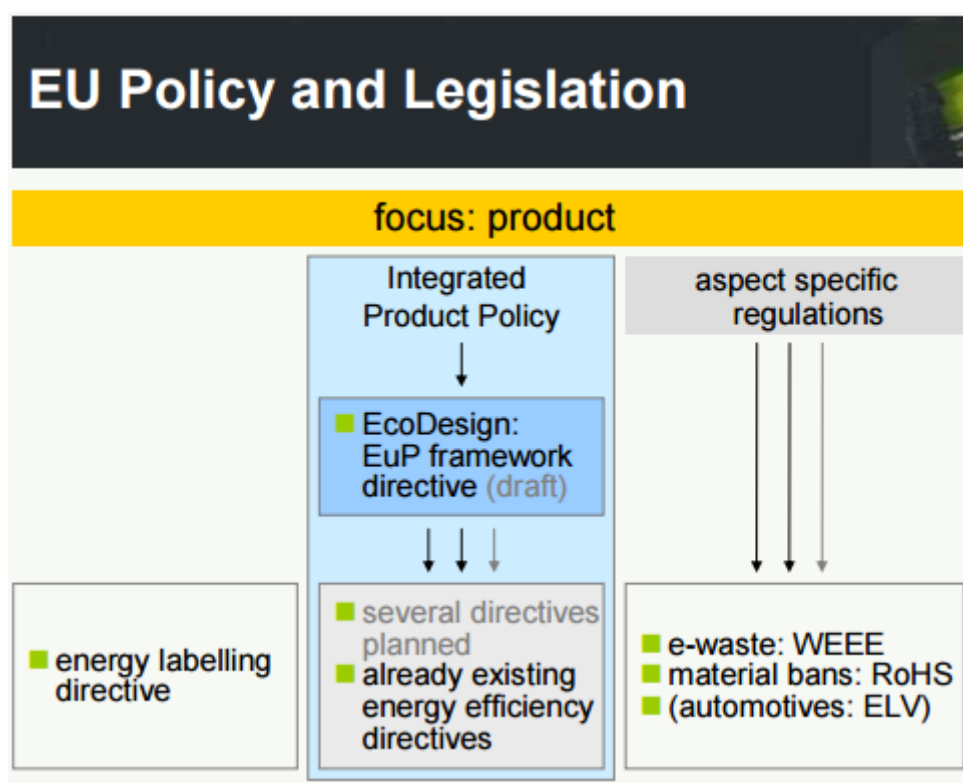 EU Policy and Legislation
focus: product
Integrated
Product Policy
aspect specific
regulations
EcoDesign:
EuP framework
directive (draft)
energy labelling
directive
several directives
planned
already existing
energy efficiency
directives
e-waste: WEEE
material bans: RoHS
(automotives: ELV)